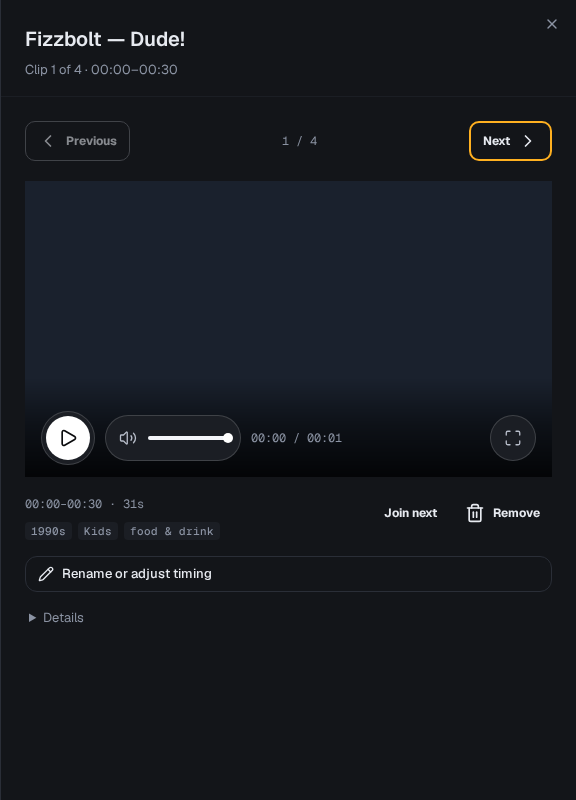 Fizzbolt — Dude!
Clip 1 of 4 · 00:00–00:30
Previous
1 / 4
Next
00:00 / 00:01
00:00–00:30 · 31s
Join next
Remove
1990s
Kids
food & drink
Rename or adjust timing
Details